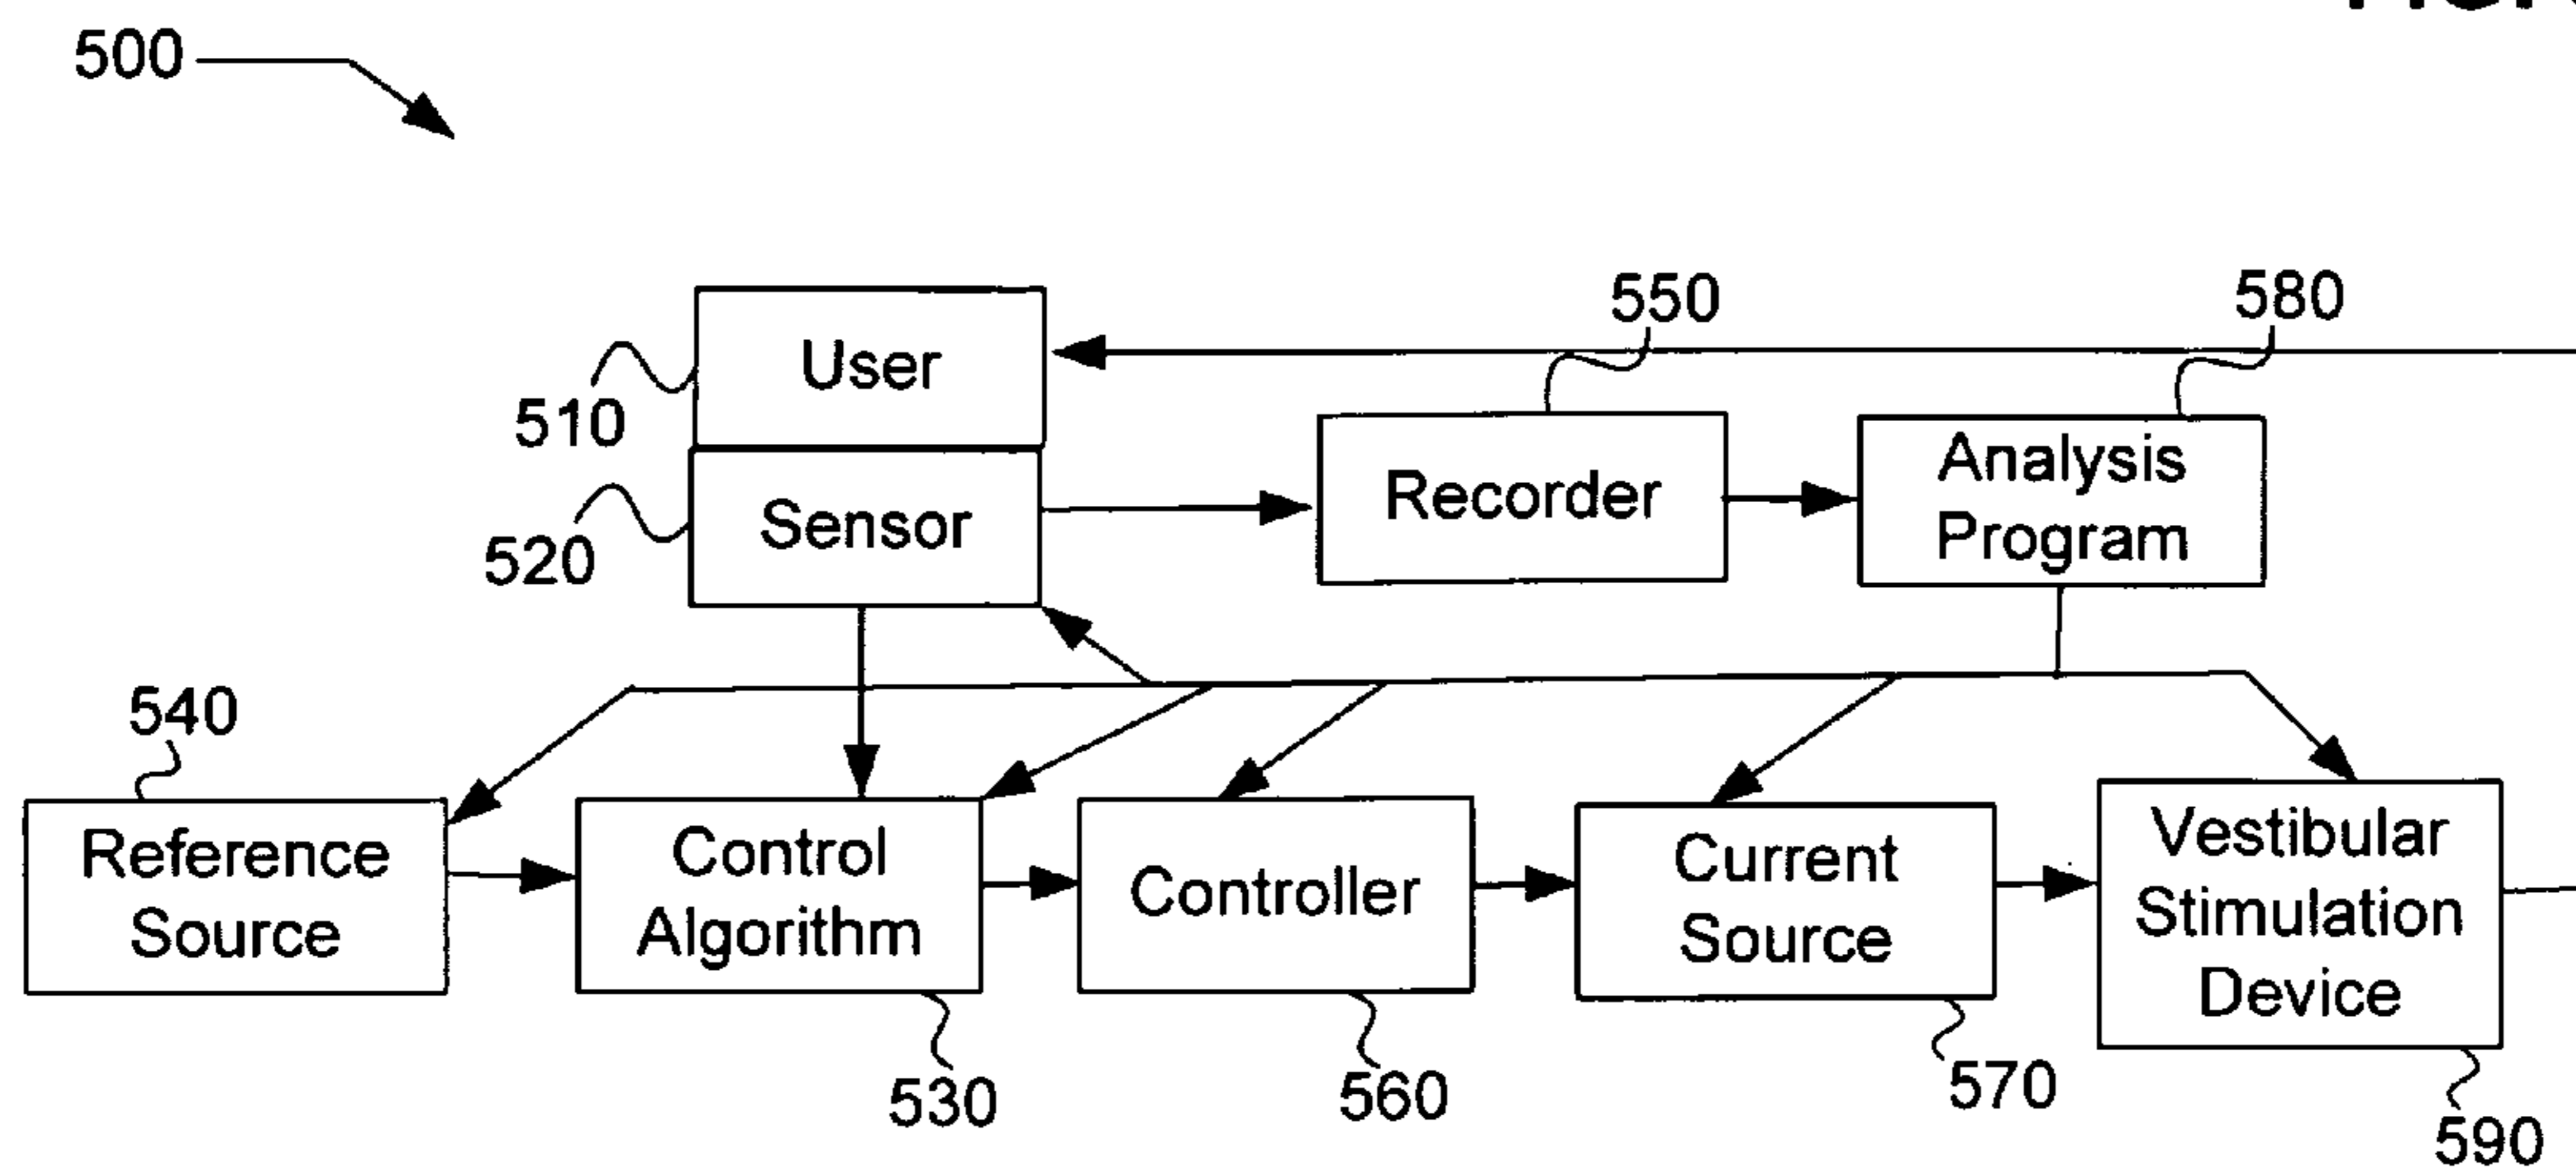 500
550
580
User
510
Recorder
Analysis
Program
Sensor
520
540
Reference
Source
Control
Algorithm
Controller
Current
Source
Vestibular
Stimulation
Device
530
560
570
590